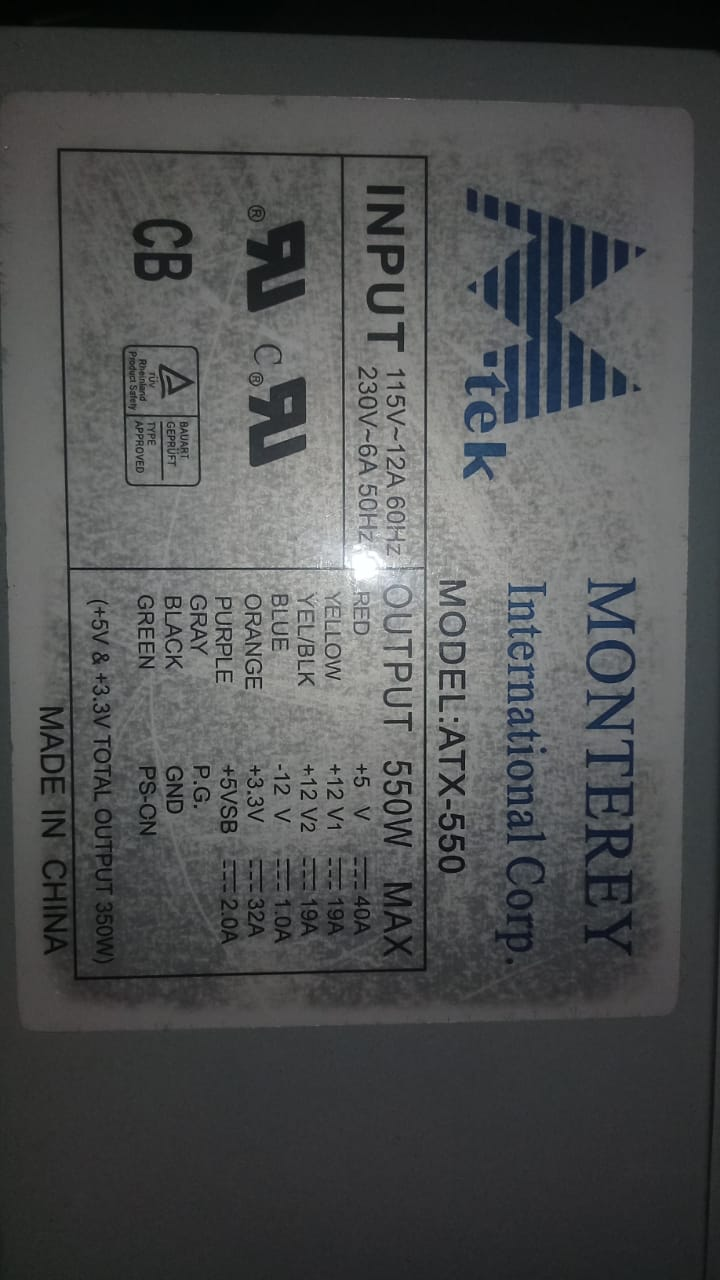 M-tek
MONTEREY
International Corp.
MODEL:ATX-550
INPUT 115V~12A 60Hz
230V~6A 50Hz
OUTPUT 550W MAX
RED +5 V ⎓ 40A
YELLOW +12 V1 ⎓ 19A
YEL/BLK +12 V2 ⎓ 19A
BLUE -12 V ⎓ 1.0A
ORANGE +3.3V ⎓ 32A
PURPLE +5VSB ⎓ 2.0A
GRAY P.G.
BLACK GND
GREEN PS-ON
(+5V & +3.3V TOTAL OUTPUT 350W)
RU ® C RU ®
CB
TÜV
Rheinland
Product Safety
BAUART
GEPRÜFT
TYPE
APPROVED
MADE IN CHINA